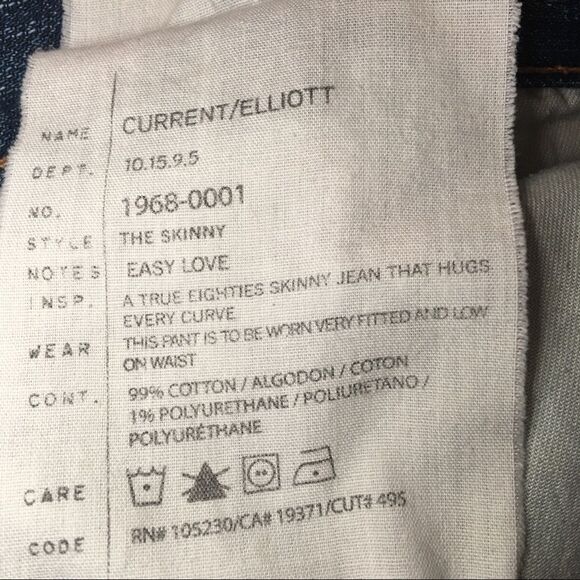 NAME CURRENT/ELLIOTT
DEPT. 10.15.9.5
NO. 1968-0001
STYLE THE SKINNY
NOTES EASY LOVE
INSP. A TRUE EIGHTIES SKINNY JEAN THAT HUGS
EVERY CURVE
WEAR THIS PANT IS TO BE WORN VERY FITTED AND LOW
ON WAIST
CONT. 99% COTTON / ALGODON / COTON
1% POLYURETHANE / POLIURETANO /
POLYURÉTHANE
CARE
CODE RN# 105230/CA# 19371/CUT# 495